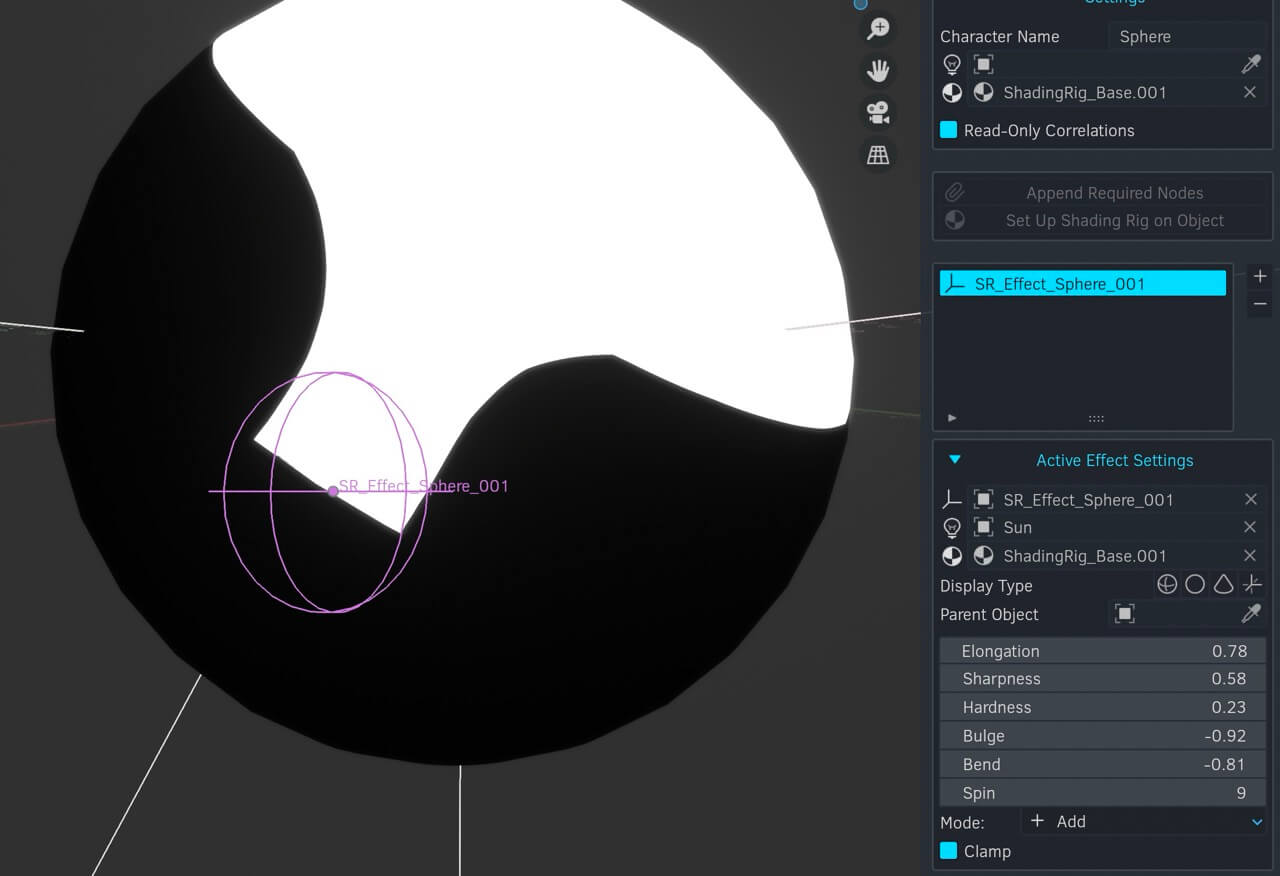 Settings
Character Name Sphere
ShadingRig_Base.001
Read-Only Correlations
Append Required Nodes
Set Up Shading Rig on Object
SR_Effect_Sphere_001
SR_Effect_Sphere_001
Active Effect Settings
SR_Effect_Sphere_001
Sun
ShadingRig_Base.001
Display Type
Parent Object
Elongation 0.78
Sharpness 0.58
Hardness 0.23
Bulge -0.92
Bend -0.81
Spin 9
Mode: Add
Clamp